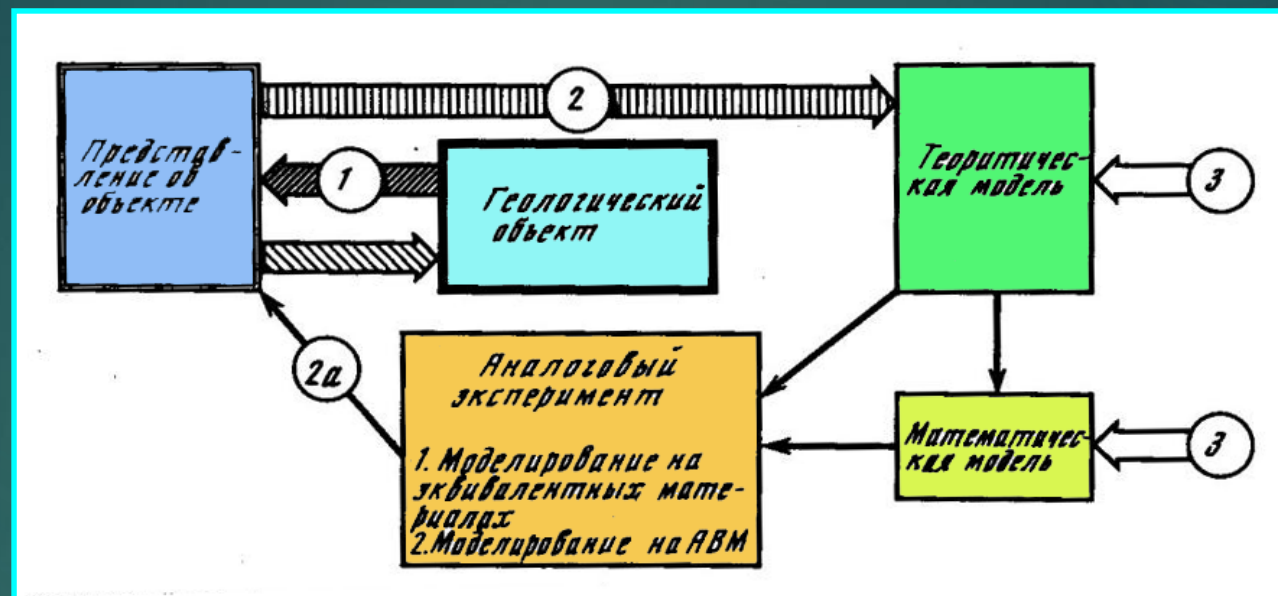 Представ-
ление об
объекте
2
1
Геологический
объект
Теоритичес-
кая модель
3
2а
Аналоговый
эксперимент
1. Моделирование на
эквивалентных мате-
риалах
2. Моделирование на АВМ
Математичес-
кая модель
3